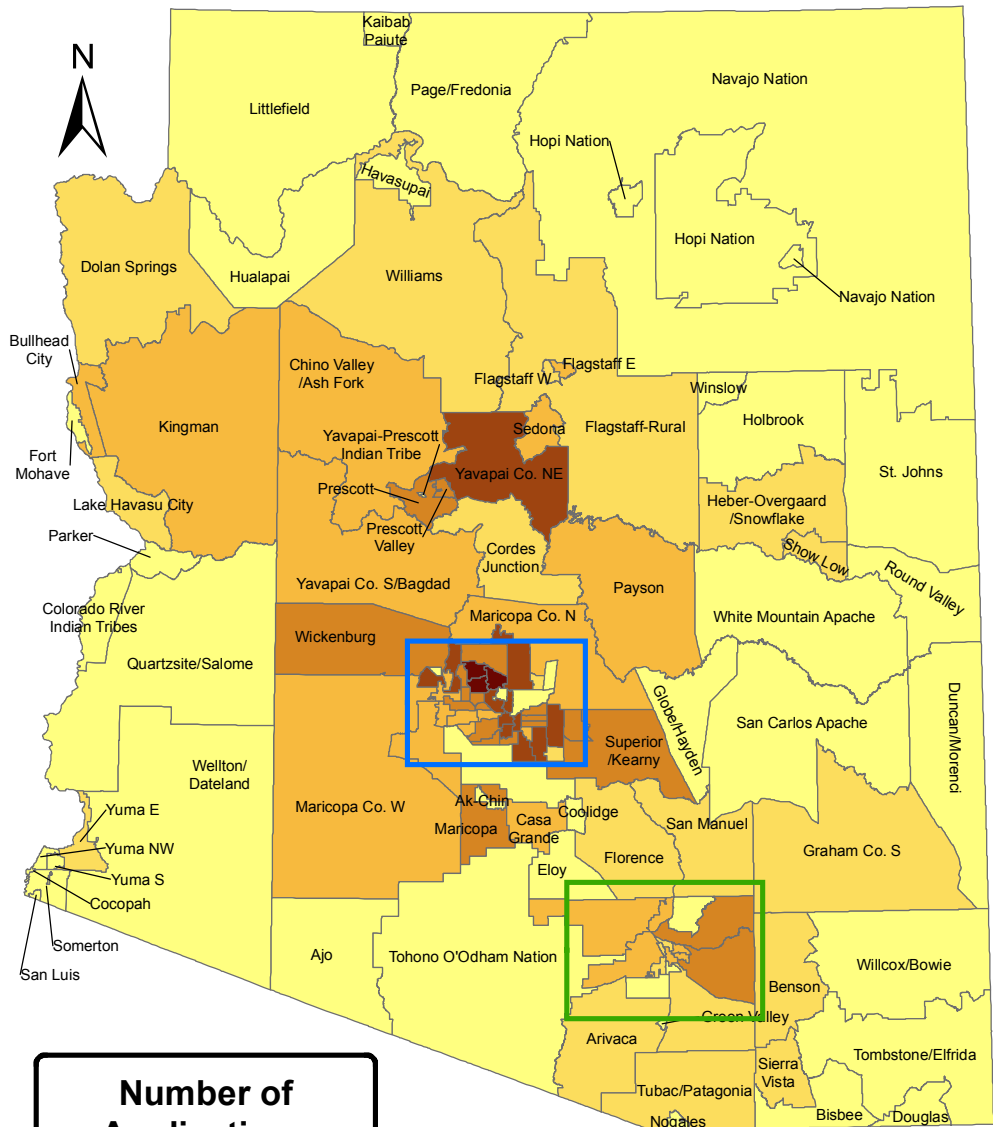 Kaibab
Paiute
N
Navajo Nation
Page/Fredonia
Littlefield
Hopi Nation
Havasupai
Hopi Nation
Dolan Springs
Hualapai
Williams
Navajo Nation
Bullhead
City
Chino Valley
/Ash Fork
Flagstaff E
Flagstaff W
Winslow
Holbrook
Kingman
Yavapai-Prescott
Indian Tribe
Sedona
Flagstaff-Rural
Fort
Mohave
Yavapai Co. NE
St. Johns
Prescott
Lake Havasu City
Heber-Overgaard
/Snowflake
Parker
Prescott
Valley
Cordes
Junction
Show Low
Round Valley
Yavapai Co. S/Bagdad
Payson
Colorado River
Indian Tribes
Maricopa Co. N
White Mountain Apache
Wickenburg
Quartzsite/Salome
Globe/Hayden
San Carlos Apache
Duncan/Morenci
Superior
/Kearny
Wellton/
Dateland
Maricopa Co. W
Ak-Chin
Yuma E
Maricopa
Casa
Grande
Coolidge
San Manuel
Yuma NW
Graham Co. S
Florence
Yuma S
Eloy
Cocopah
Somerton
Ajo
Tohono O'Odham Nation
Willcox/Bowie
San Luis
Benson
Green Valley
Arivaca
Tombstone/Elfrida
Sierra
Vista
Tubac/Patagonia
Number of
Applications
Bisbee
Douglas
Nogales